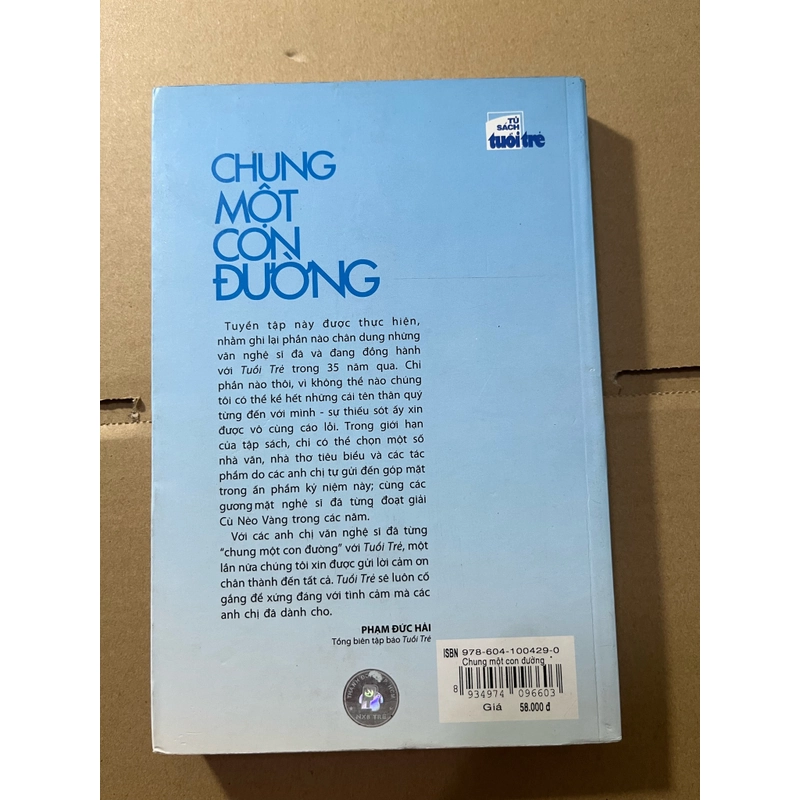 TỦ
SÁCH
tuổi trẻ
CHUNG
MỘT
CON
ĐƯỜNG
Tuyển tập này được thực hiện,
nhằm ghi lại phần nào chân dung những
văn nghệ sĩ đã và đang đồng hành
với Tuổi Trẻ trong 35 năm qua. Chỉ
phần nào thôi, vì không thể nào chúng
tôi có thể kể hết những cái tên thân quý
từng đến với mình - sự thiếu sót ấy xin
được vô cùng cáo lỗi. Trong giới hạn
của tập sách, chỉ có thể chọn một số
nhà văn, nhà thơ tiêu biểu và các tác
phẩm do các anh chị tự gửi đến góp mặt
trong ấn phẩm kỷ niệm này; cùng các
gương mặt nghệ sĩ đã từng đoạt giải
Cù Nèo Vàng trong các năm.
Với các anh chị văn nghệ sĩ đã từng
"chung một con đường" với Tuổi Trẻ, một
lần nữa chúng tôi xin được gửi lời cảm ơn
chân thành đến tất cả. Tuổi Trẻ sẽ luôn cố
gắng để xứng đáng với tình cảm mà các
anh chị đã dành cho.
PHẠM ĐỨC HẢI
Tổng biên tập báo Tuổi Trẻ
ISBN 978-604-100429-0
Chung một con đường
8 934974 096603
Giá 58.000 đ
NXB TRẺ